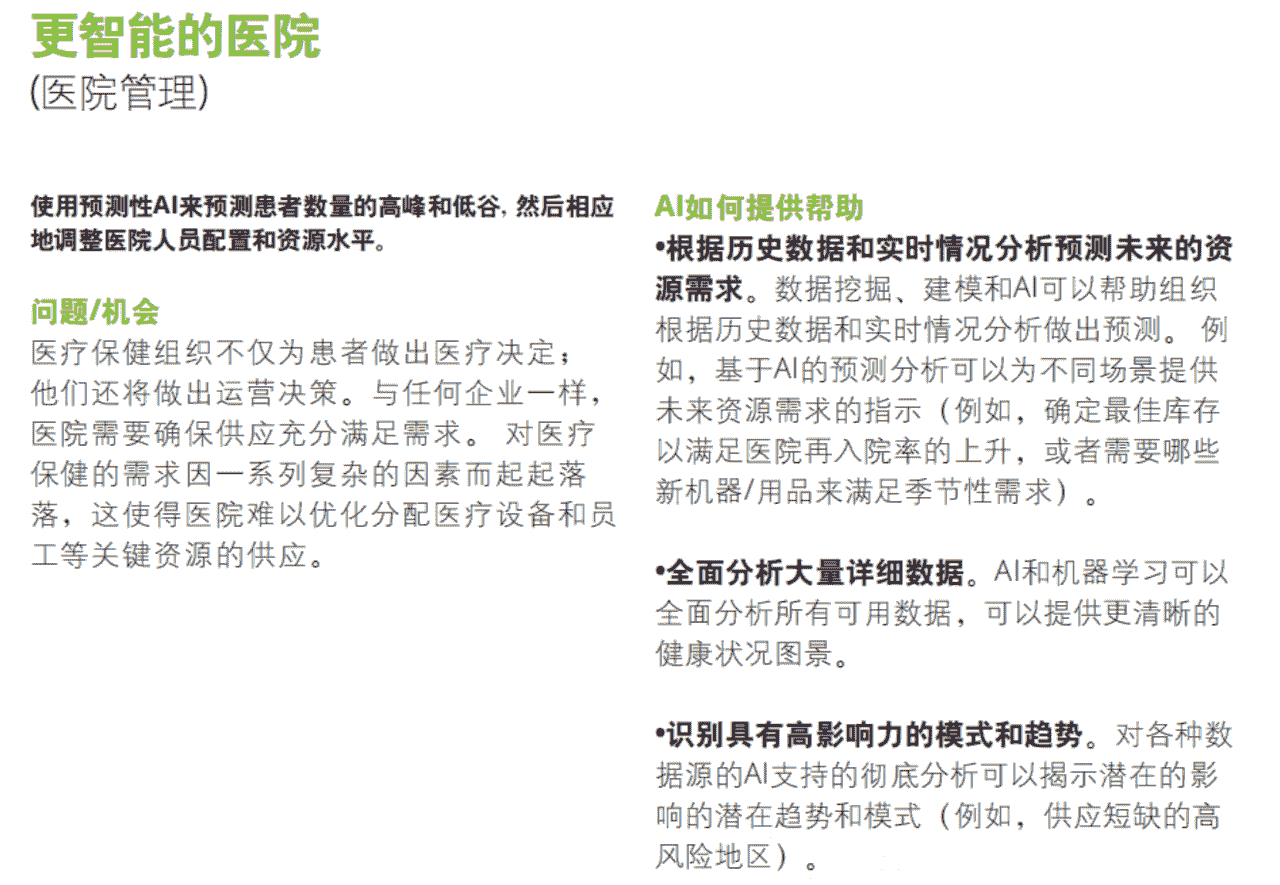 更智能的医院
(医院管理)
使用预测性AI来预测患者数量的高峰和低谷, 然后相应
地调整医院人员配置和资源水平。
问题/机会
医疗保健组织不仅为患者做出医疗决定；
他们还将做出运营决策。与任何企业一样，
医院需要确保供应充分满足需求。 对医疗
保健的需求因一系列复杂的因素而起起落
落，这使得医院难以优化分配医疗设备和员
工等关键资源的供应。
AI如何提供帮助
•根据历史数据和实时情况分析预测未来的资
源需求。数据挖掘、建模和AI可以帮助组织
根据历史数据和实时情况分析做出预测。 例
如，基于AI的预测分析可以为不同场景提供
未来资源需求的指示（例如，确定最佳库存
以满足医院再入院率的上升，或者需要哪些
新机器/用品来满足季节性需求）。
•全面分析大量详细数据。AI和机器学习可以
全面分析所有可用数据，可以提供更清晰的
健康状况图景。
•识别具有高影响力的模式和趋势。对各种数
据源的AI支持的彻底分析可以揭示潜在的影
响的潜在趋势和模式（例如，供应短缺的高
风险地区）。